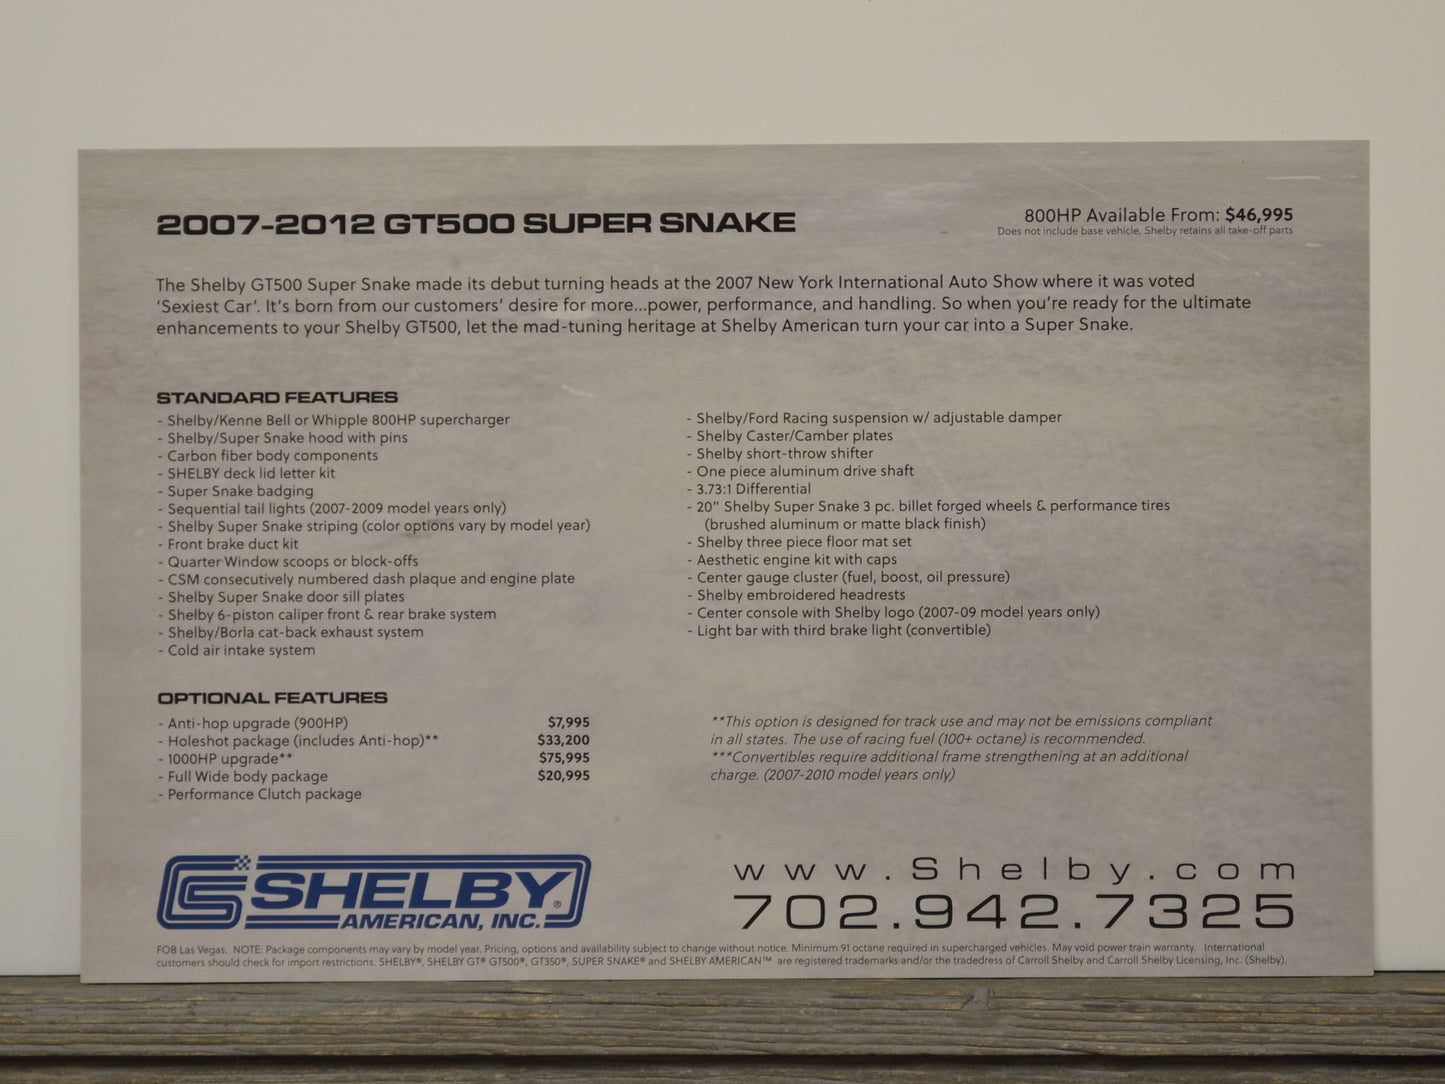 2007-2012 GT500 SUPER SNAKE
800HP Available From: $46,995
Does not include base vehicle, Shelby retains all take-off parts
The Shelby GT500 Super Snake made its debut turning heads at the 2007 New York International Auto Show where it was voted
'Sexiest Car'. It's born from our customers' desire for more...power, performance, and handling. So when you're ready for the ultimate
enhancements to your Shelby GT500, let the mad-tuning heritage at Shelby American turn your car into a Super Snake.
STANDARD FEATURES
- Shelby/Kenne Bell or Whipple 800HP supercharger
- Shelby/Super Snake hood with pins
- Carbon fiber body components
- SHELBY deck lid letter kit
- Super Snake badging
- Sequential tail lights (2007-2009 model years only)
- Shelby Super Snake striping (color options vary by model year)
- Front brake duct kit
- Quarter Window scoops or block-offs
- CSM consecutively numbered dash plaque and engine plate
- Shelby Super Snake door sill plates
- Shelby 6-piston caliper front & rear brake system
- Shelby/Borla cat-back exhaust system
- Cold air intake system
- Shelby/Ford Racing suspension w/ adjustable damper
- Shelby Caster/Camber plates
- Shelby short-throw shifter
- One piece aluminum drive shaft
- 3.73:1 Differential
- 20" Shelby Super Snake 3 pc. billet forged wheels & performance tires
(brushed aluminum or matte black finish)
- Shelby three piece floor mat set
- Aesthetic engine kit with caps
- Center gauge cluster (fuel, boost, oil pressure)
- Shelby embroidered headrests
- Center console with Shelby logo (2007-09 model years only)
- Light bar with third brake light (convertible)
OPTIONAL FEATURES
- Anti-hop upgrade (900HP) $7,995
- Holeshot package (includes Anti-hop)** $33,200
- 1000HP upgrade** $75,995
- Full Wide body package $20,995
- Performance Clutch package
**This option is designed for track use and may not be emissions compliant
in all states. The use of racing fuel (100+ octane) is recommended.
***Convertibles require additional frame strengthening at an additional
charge. (2007-2010 model years only)
SHELBY®
AMERICAN, INC.
www.Shelby.com
702.942.7325
FOB Las Vegas. NOTE: Package components may vary by model year. Pricing, options and availability subject to change without notice. Minimum 91 octane required in supercharged vehicles. May void power train warranty. International
customers should check for import restrictions. SHELBY®, SHELBY GT® GT500®, GT350®, SUPER SNAKE® and SHELBY AMERICAN™ are registered trademarks and/or the tradedress of Carroll Shelby and Carroll Shelby Licensing, Inc. (Shelby).